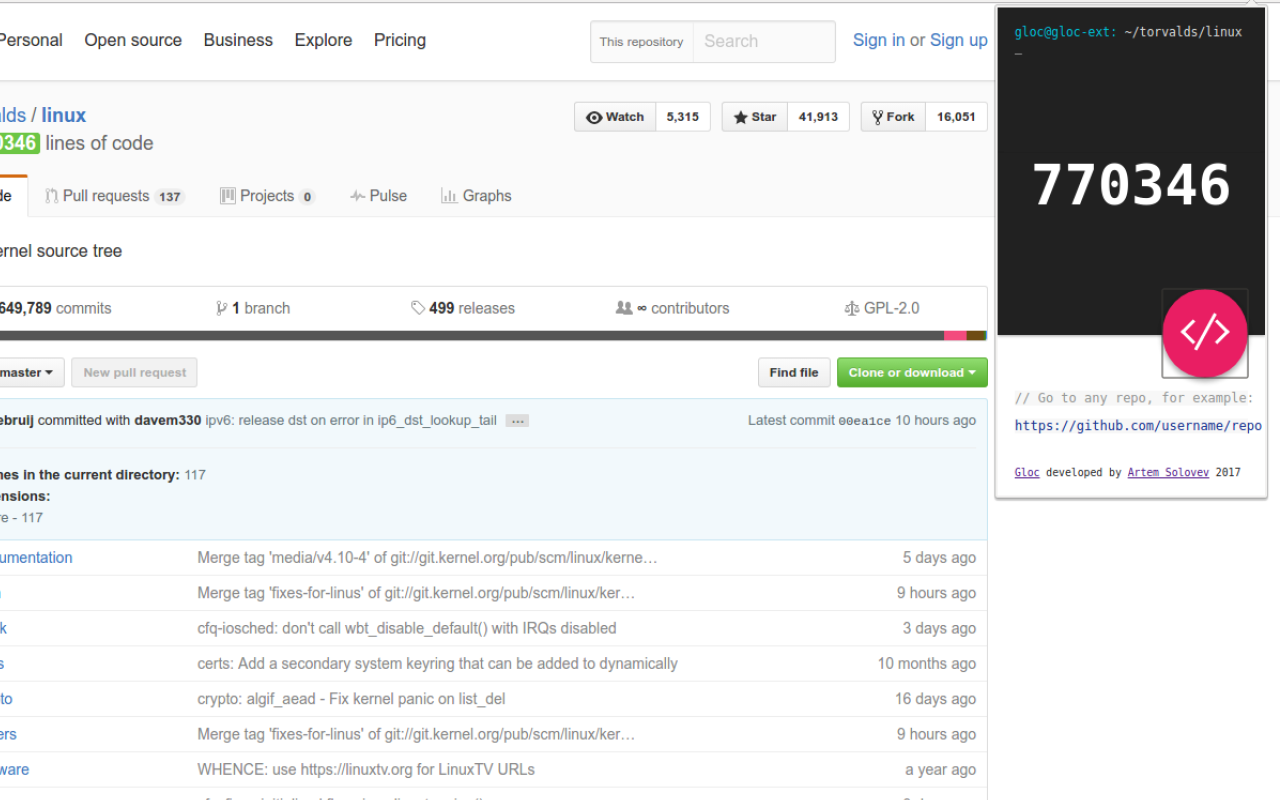 Personal Open source Business Explore Pricing This repository Search Sign in or Sign up
alds / linux Watch 5,315 Star 41,913 Fork 16,051
0346 lines of code
de Pull requests 137 Projects 0 Pulse Graphs
ernel source tree
649,789 commits 1 branch 499 releases ∞ contributors GPL-2.0
master New pull request Find file Clone or download
ebruij committed with davem330 ipv6: release dst on error in ip6_dst_lookup_tail ... Latest commit 00ea1ce 10 hours ago
nes in the current directory: 117
ensions:
re - 117
umentation Merge tag 'media/v4.10-4' of git://git.kernel.org/pub/scm/linux/kerne… 5 days ago
Merge tag 'fixes-for-linus' of git://git.kernel.org/pub/scm/linux/ker… 9 hours ago
k cfq-iosched: don't call wbt_disable_default() with IRQs disabled 3 days ago
s certs: Add a secondary system keyring that can be added to dynamically 10 months ago
to crypto: algif_aead - Fix kernel panic on list_del 16 days ago
ers Merge tag 'fixes-for-linus' of git://git.kernel.org/pub/scm/linux/ker… 9 hours ago
ware WHENCE: use https://linuxtv.org for LinuxTV URLs a year ago
gloc@gloc-ext: ~/torvalds/linux
_
770346
</>
// Go to any repo, for example:
https://github.com/username/repo
Gloc developed by Artem Solovev 2017